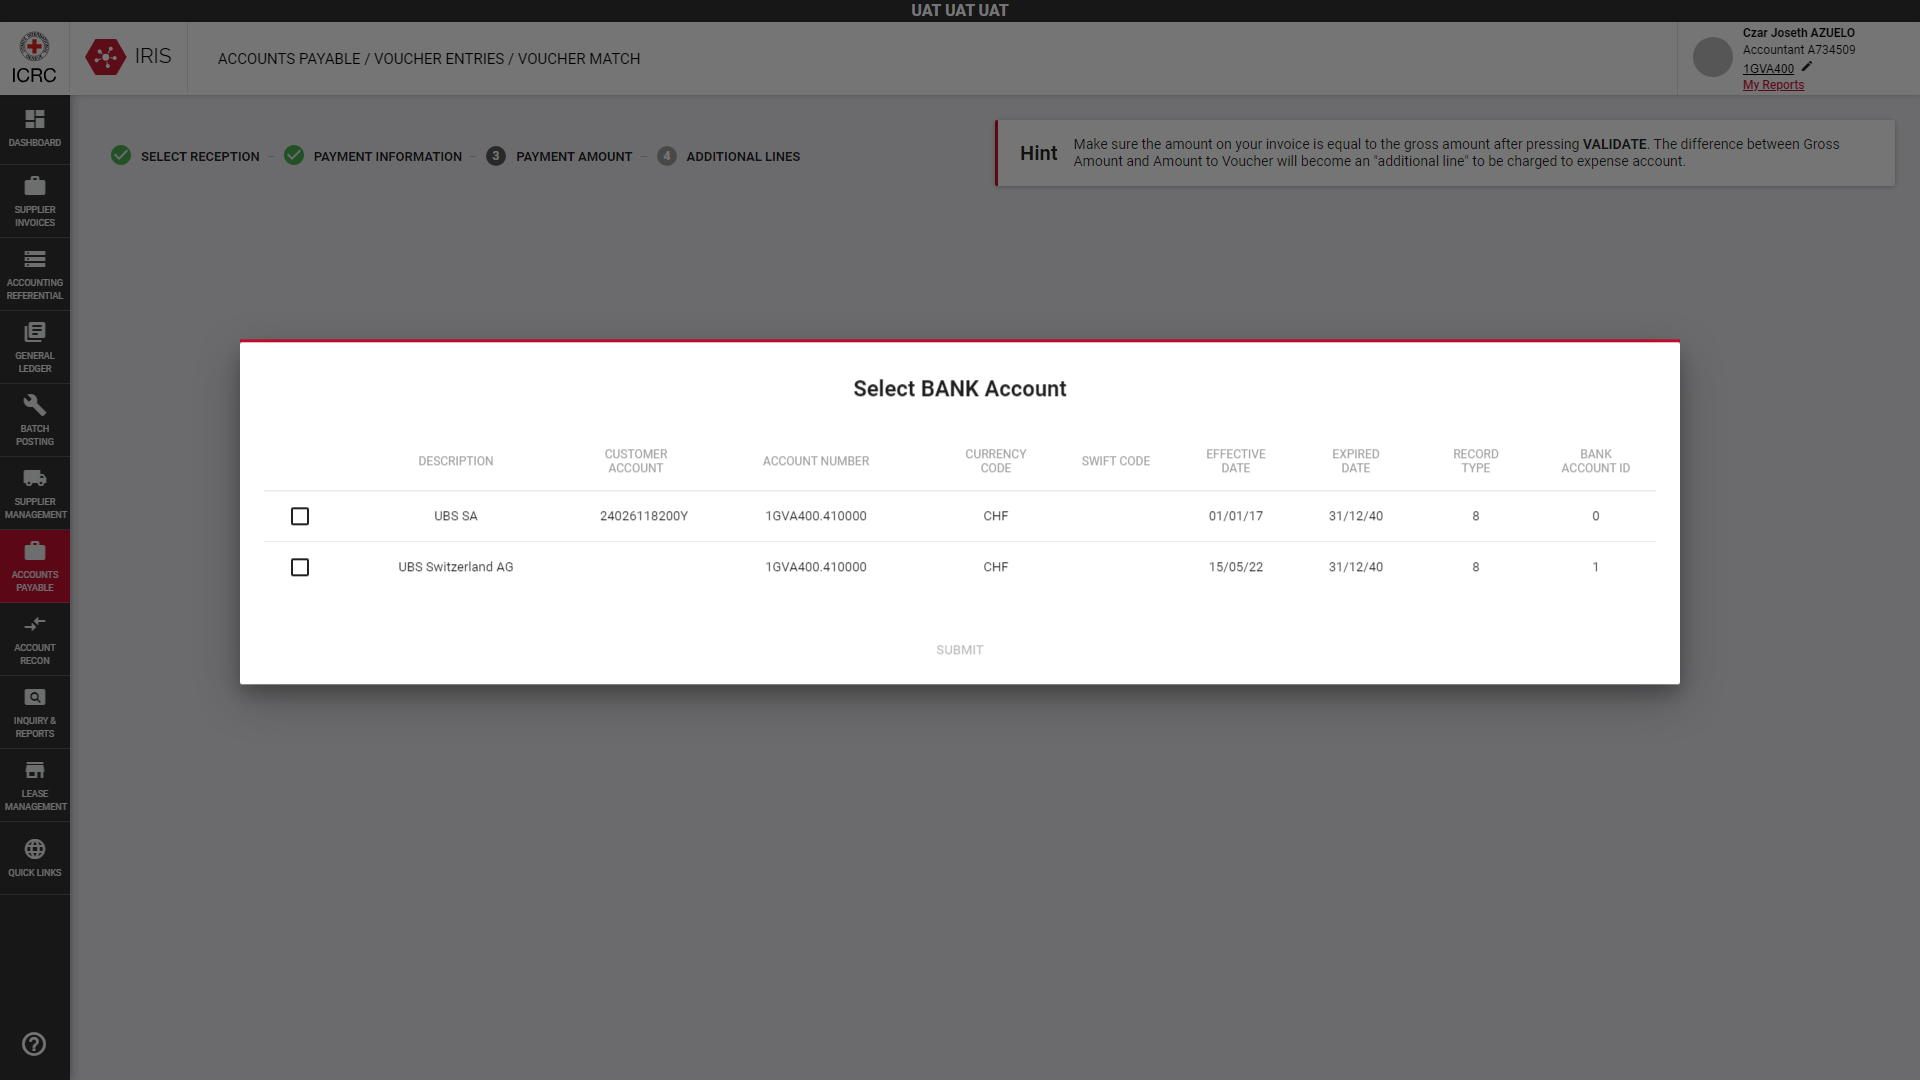 UAT UAT UAT
ICRC
IRIS
ACCOUNTS PAYABLE / VOUCHER ENTRIES / VOUCHER MATCH
Czar Joseth AZUELO
Accountant A734509
1GVA400
My Reports
DASHBOARD
SUPPLIER
INVOICES
ACCOUNTING
REFERENTIAL
GENERAL
LEDGER
BATCH
POSTING
SUPPLIER
MANAGEMENT
ACCOUNTS
PAYABLE
ACCOUNT
RECON
INQUIRY &
REPORTS
LEASE
MANAGEMENT
QUICK LINKS
SELECT RECEPTION – PAYMENT INFORMATION – 3 PAYMENT AMOUNT – 4 ADDITIONAL LINES
Hint
Make sure the amount on your invoice is equal to the gross amount after pressing VALIDATE. The difference between Gross
Amount and Amount to Voucher will become an "additional line" to be charged to expense account.
Select BANK Account
DESCRIPTION CUSTOMER ACCOUNT ACCOUNT NUMBER CURRENCY CODE SWIFT CODE EFFECTIVE DATE EXPIRED DATE RECORD TYPE BANK ACCOUNT ID
UBS SA 24026118200Y 1GVA400.410000 CHF 01/01/17 31/12/40 8 0
UBS Switzerland AG 1GVA400.410000 CHF 15/05/22 31/12/40 8 1
SUBMIT